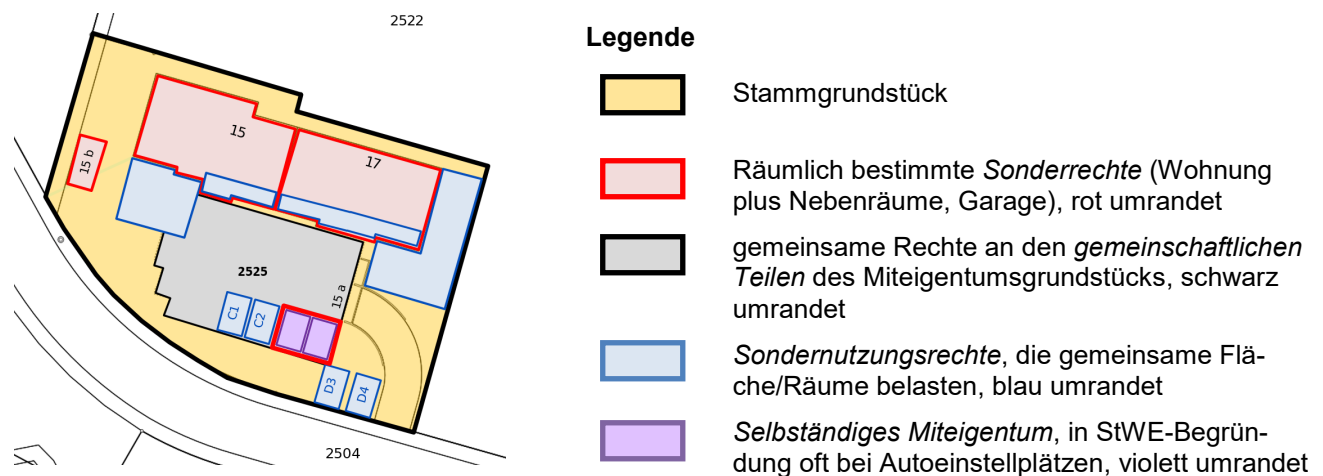 2522
15
17
15 b
2525
15 a
C1
C2
D3
D4
2504
Legende
Stammgrundstück
Räumlich bestimmte Sonderrechte (Wohnung
plus Nebenräume, Garage), rot umrandet
gemeinsame Rechte an den gemeinschaftlichen
Teilen des Miteigentumsgrundstücks, schwarz
umrandet
Sondernutzungsrechte, die gemeinsame Flä-
che/Räume belasten, blau umrandet
Selbständiges Miteigentum, in StWE-Begrün-
dung oft bei Autoeinstellplätzen, violett umrandet